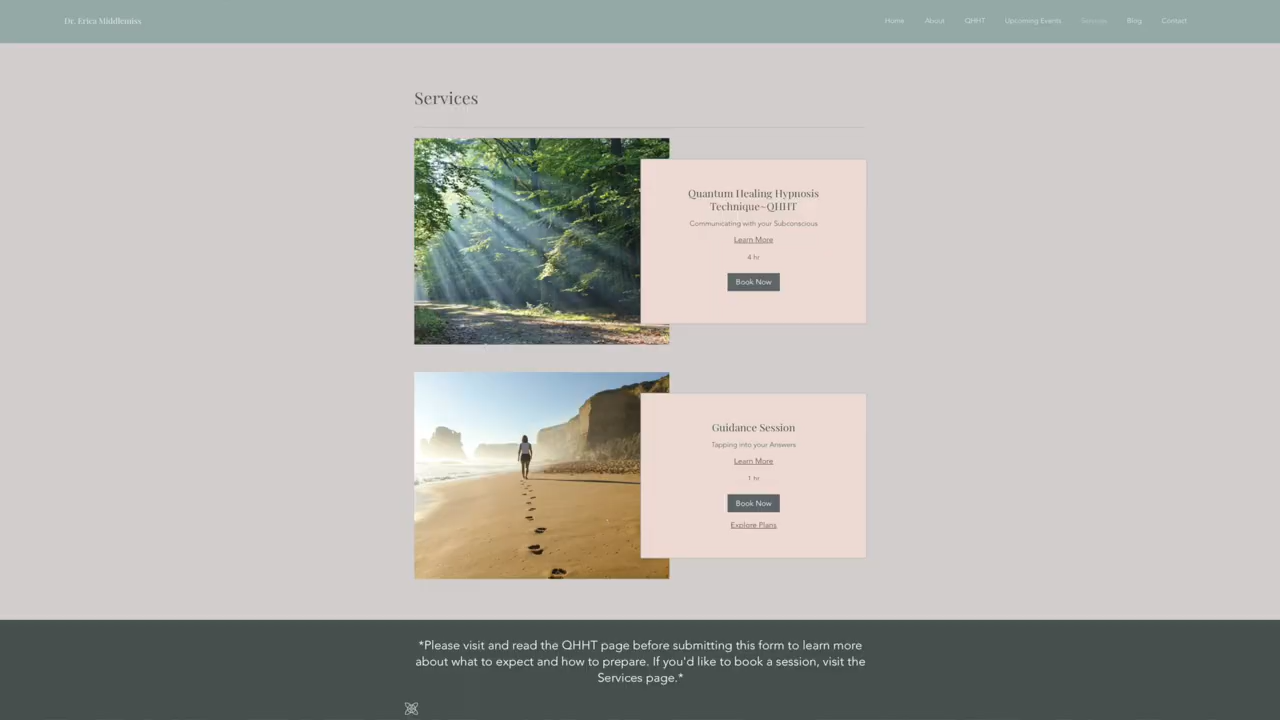 Dr. Erica Middlemiss
Home
About
QHHT
Upcoming Events
Services
Blog
Contact
Services
Quantum Healing Hypnosis
Technique~QHHT
Communicating with your Subconscious
Learn More
4 hr
Book Now
Guidance Session
Tapping into your Answers
Learn More
1 hr
Book Now
Explore Plans
*Please visit and read the QHHT page before submitting this form to learn more
about what to expect and how to prepare. If you'd like to book a session, visit the
Services page.*